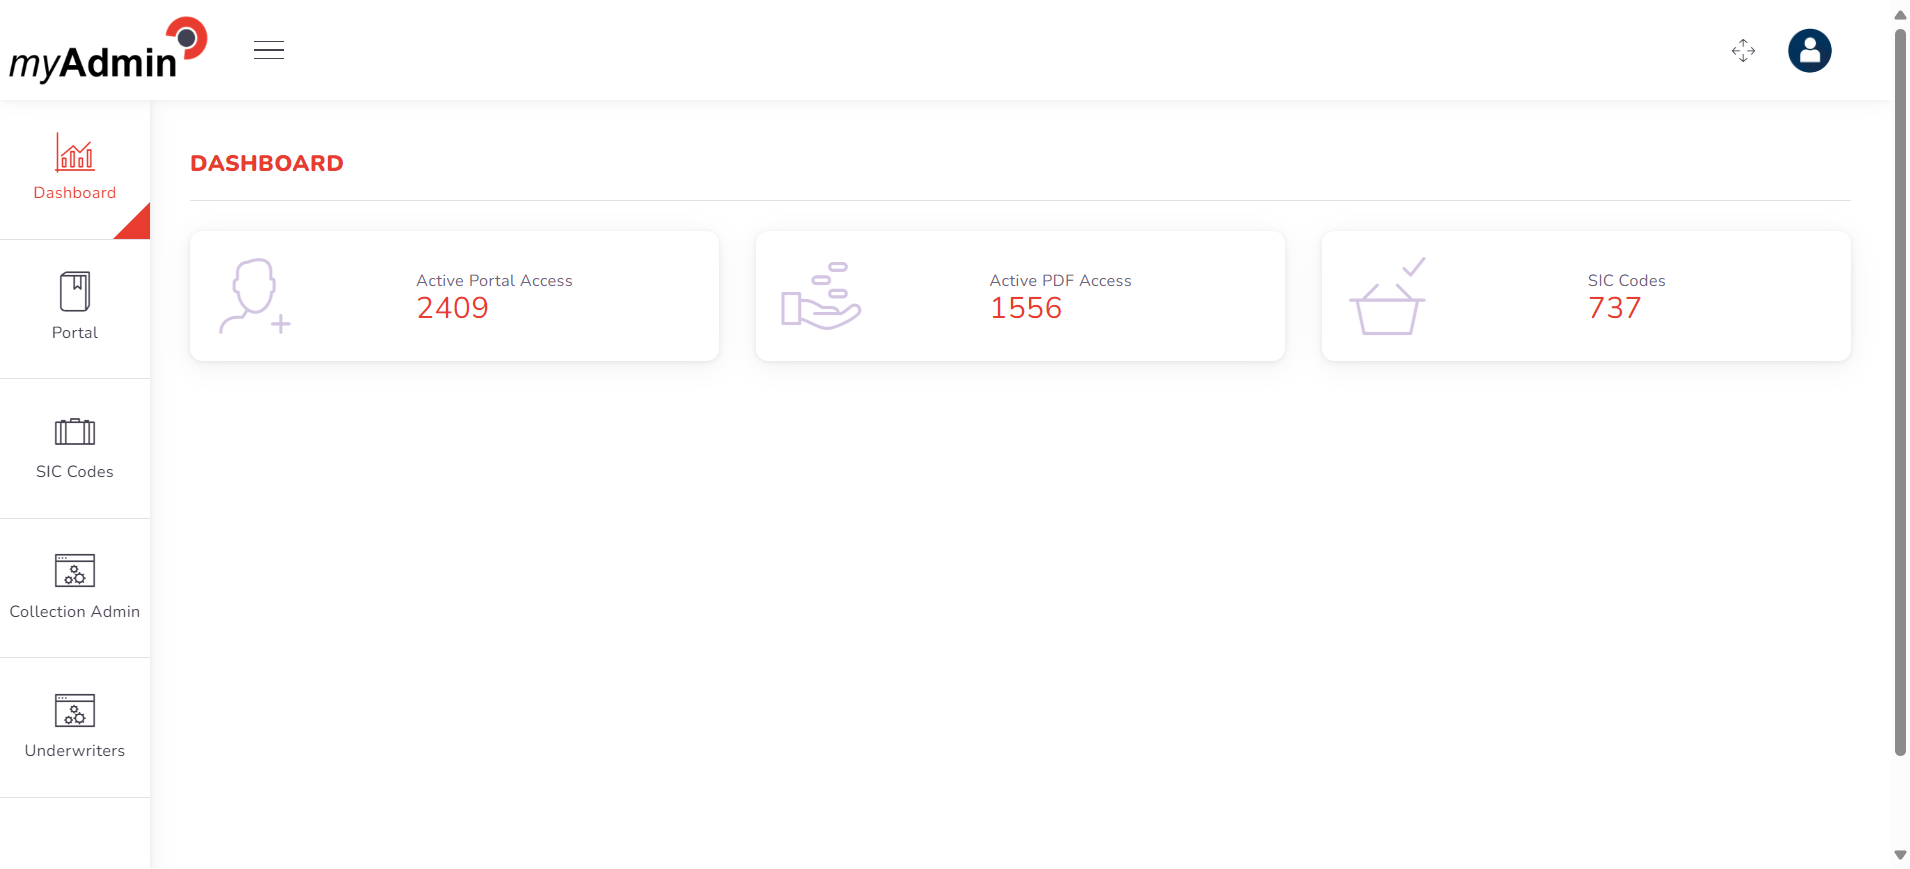 myAdmin
Dashboard
Portal
SIC Codes
Collection Admin
Underwriters
DASHBOARD
Active Portal Access
2409
Active PDF Access
1556
SIC Codes
737